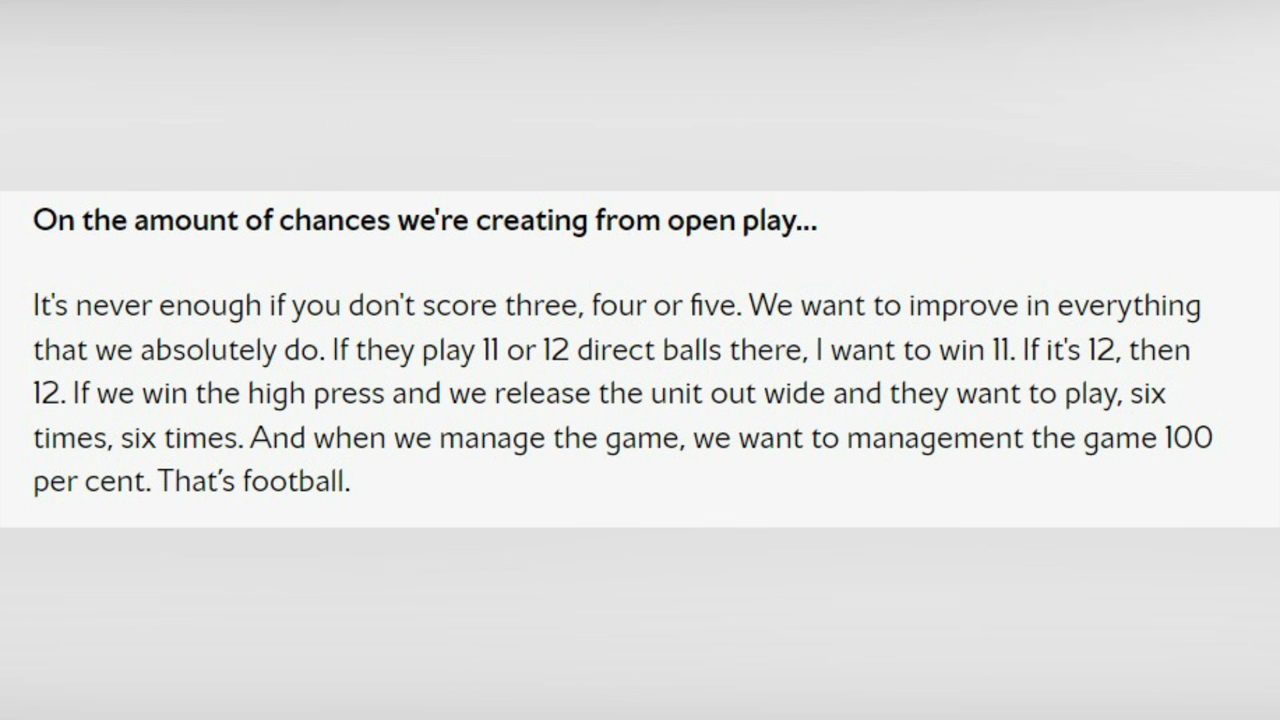 On the amount of chances we're creating from open play...
It's never enough if you don't score three, four or five. We want to improve in everything
that we absolutely do. If they play 11 or 12 direct balls there, I want to win 11. If it's 12, then
12. If we win the high press and we release the unit out wide and they want to play, six
times, six times. And when we manage the game, we want to management the game 100
per cent. That’s football.